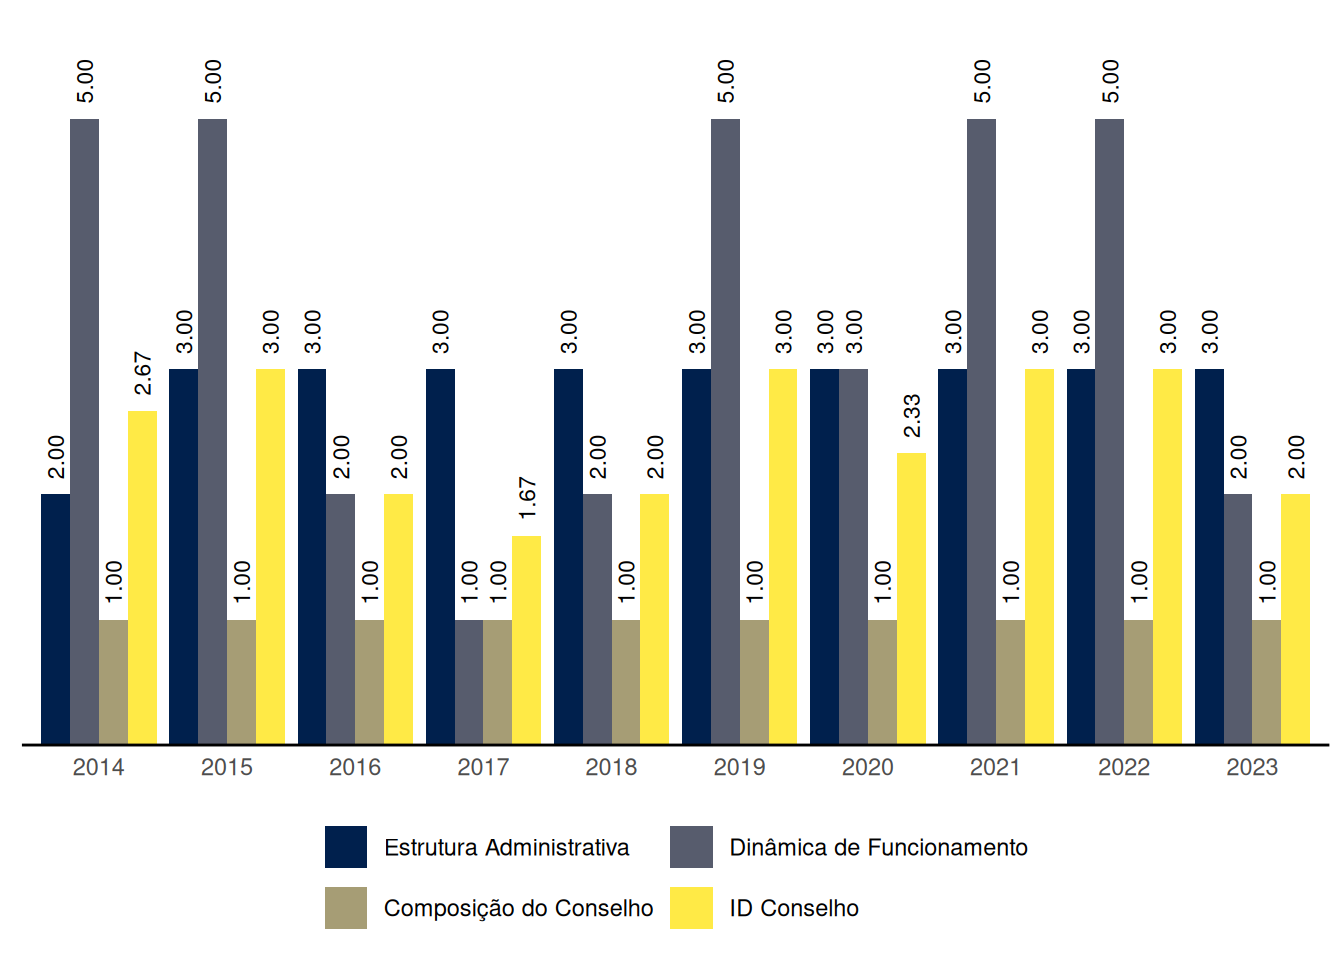 5.00 5.00 5.00 5.00 5.00
3.00 3.00 3.00 3.00 3.00 3.00 3.00 3.00 3.00 3.00 3.00 3.00 3.00 3.00
2.67
2.33
2.00 2.00 2.00 2.00 2.00 2.00 2.00
1.67
1.00 1.00 1.00 1.00 1.00 1.00 1.00 1.00 1.00 1.00 1.00
2014 2015 2016 2017 2018 2019 2020 2021 2022 2023
Estrutura Administrativa Dinâmica de Funcionamento
Composição do Conselho ID Conselho